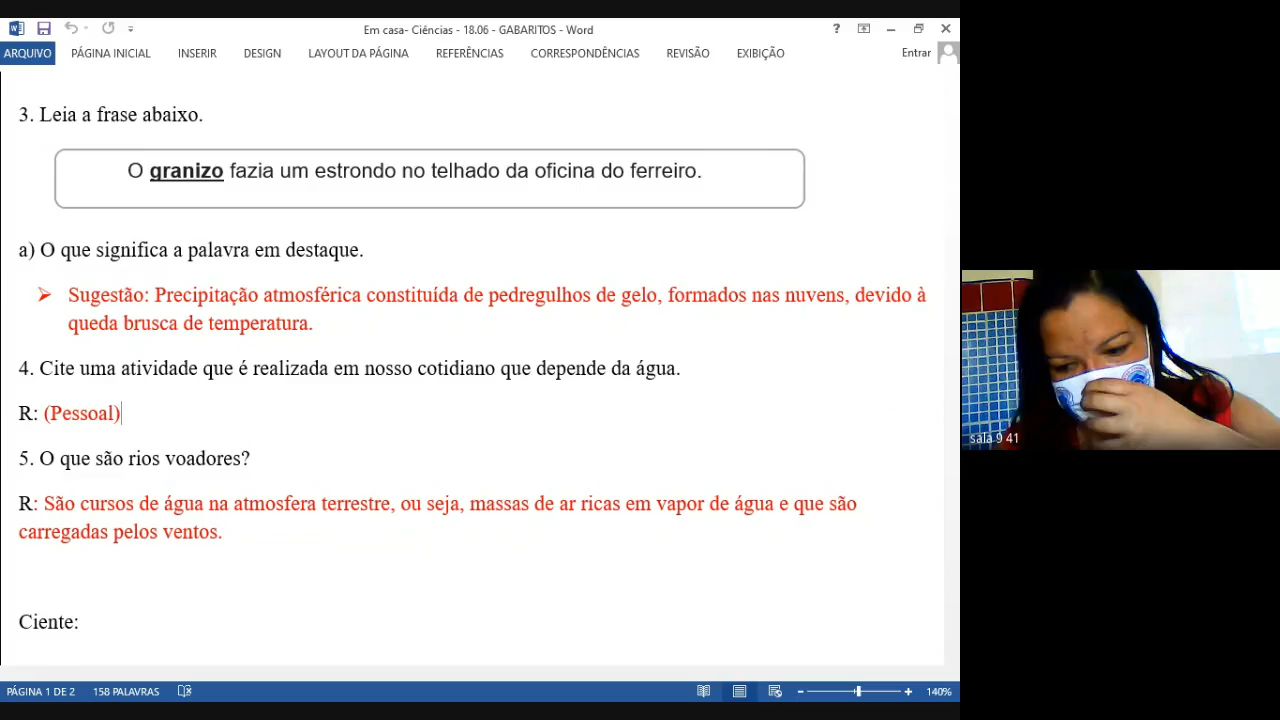 Em casa- Ciências - 18.06 - GABARITOS - Word
?
ARQUIVO PÁGINA INICIAL INSERIR DESIGN LAYOUT DA PÁGINA REFERÊNCIAS CORRESPONDÊNCIAS REVISÃO EXIBIÇÃO Entrar
3. Leia a frase abaixo.
O granizo fazia um estrondo no telhado da oficina do ferreiro.
a) O que significa a palavra em destaque.
➢ Sugestão: Precipitação atmosférica constituída de pedregulhos de gelo, formados nas nuvens, devido à
queda brusca de temperatura.
4. Cite uma atividade que é realizada em nosso cotidiano que depende da água.
R: (Pessoal)
5. O que são rios voadores?
R: São cursos de água na atmosfera terrestre, ou seja, massas de ar ricas em vapor de água e que são
carregadas pelos ventos.
Ciente:
PÁGINA 1 DE 2 158 PALAVRAS 140%
sala 9 41